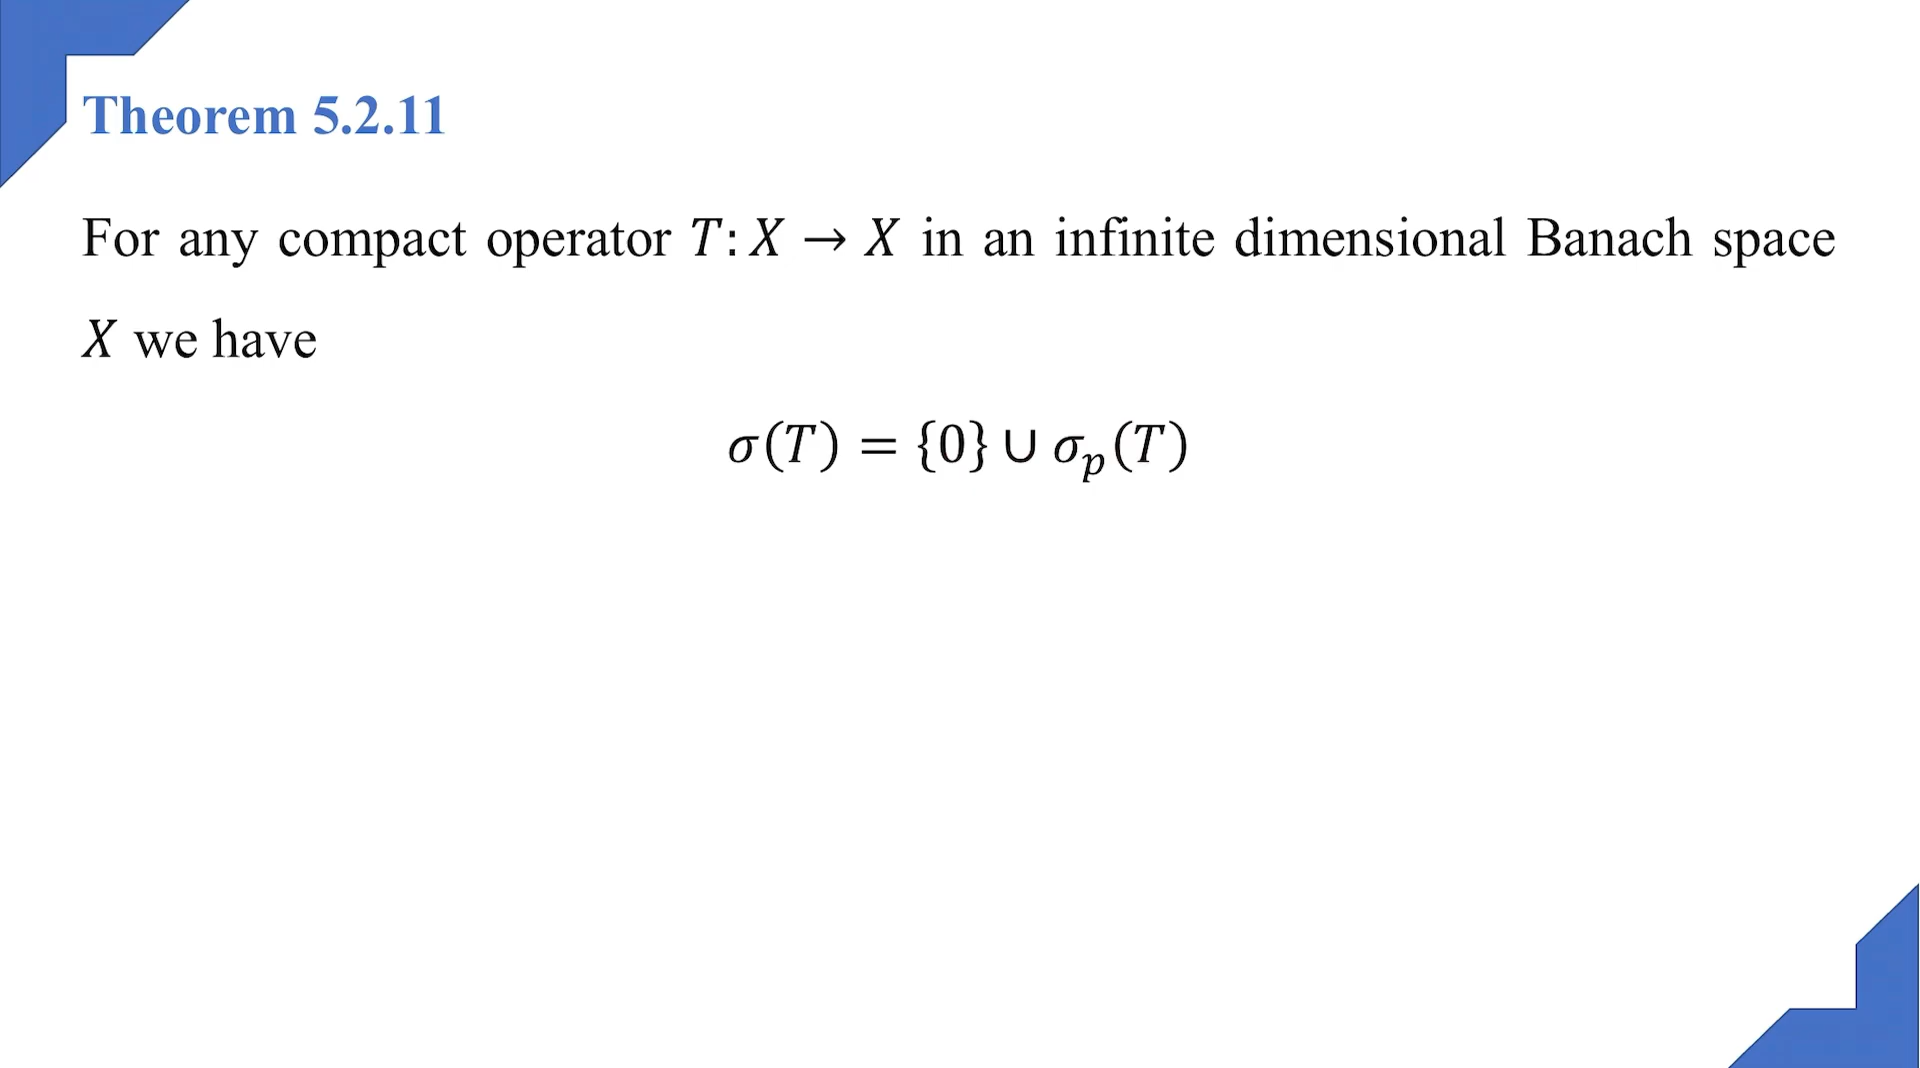 Theorem 5.2.11
For any compact operator 𝑇: 𝑋 → 𝑋 in an infinite dimensional Banach space
𝑋 we have
𝜎(𝑇) = {0} ∪ 𝜎ₚ(𝑇)